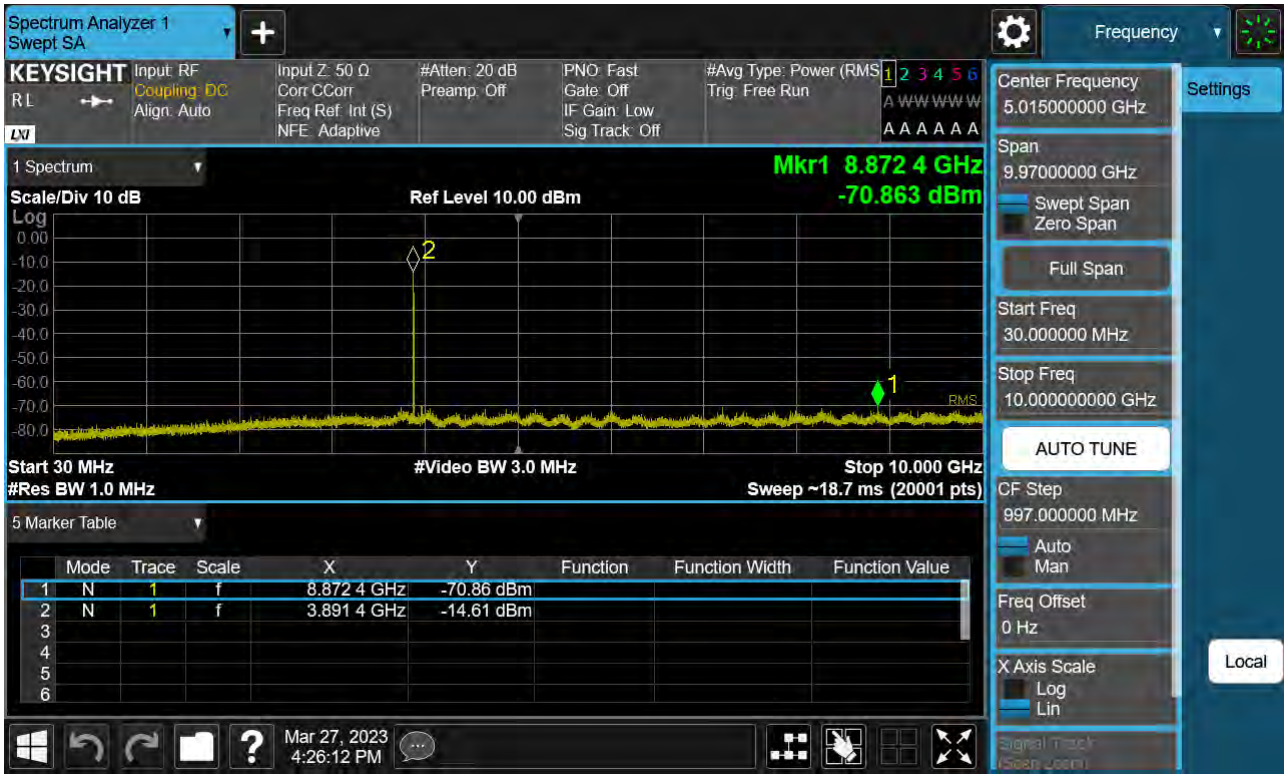 Spectrum Analyzer 1
Swept SA
+
Frequency
KEYSIGHT
RL
LXI
Input: RF
Coupling: DC
Align: Auto
Input Z: 50 Ω
Corr CCorr
Freq Ref: Int (S)
NFE: Adaptive
#Atten: 20 dB
Preamp: Off
PNO: Fast
Gate: Off
IF Gain: Low
Sig Track: Off
#Avg Type: Power (RMS
Trig: Free Run
1 2 3 4 5 6
A W W W W W
A A A A A A
1 Spectrum
Mkr1 8.872 4 GHz
-70.863 dBm
Scale/Div 10 dB
Ref Level 10.00 dBm
Log
0.00
-10.0
-20.0
-30.0
-40.0
-50.0
-60.0
-70.0
-80.0
2
1
RMS
Start 30 MHz
#Video BW 3.0 MHz
Stop 10.000 GHz
#Res BW 1.0 MHz
Sweep ~18.7 ms (20001 pts)
5 Marker Table
Mode Trace Scale X Y Function Function Width Function Value
1 N 1 f 8.872 4 GHz -70.86 dBm
2 N 1 f 3.891 4 GHz -14.61 dBm
3
4
5
6
Mar 27, 2023
4:26:12 PM
?
Center Frequency
5.015000000 GHz
Span
9.97000000 GHz
Swept Span
Zero Span
Full Span
Start Freq
30.000000 MHz
Stop Freq
10.000000000 GHz
AUTO TUNE
CF Step
997.000000 MHz
Auto
Man
Freq Offset
0 Hz
X Axis Scale
Log
Lin
Signal Track
(Span Zoom)
Settings
Local